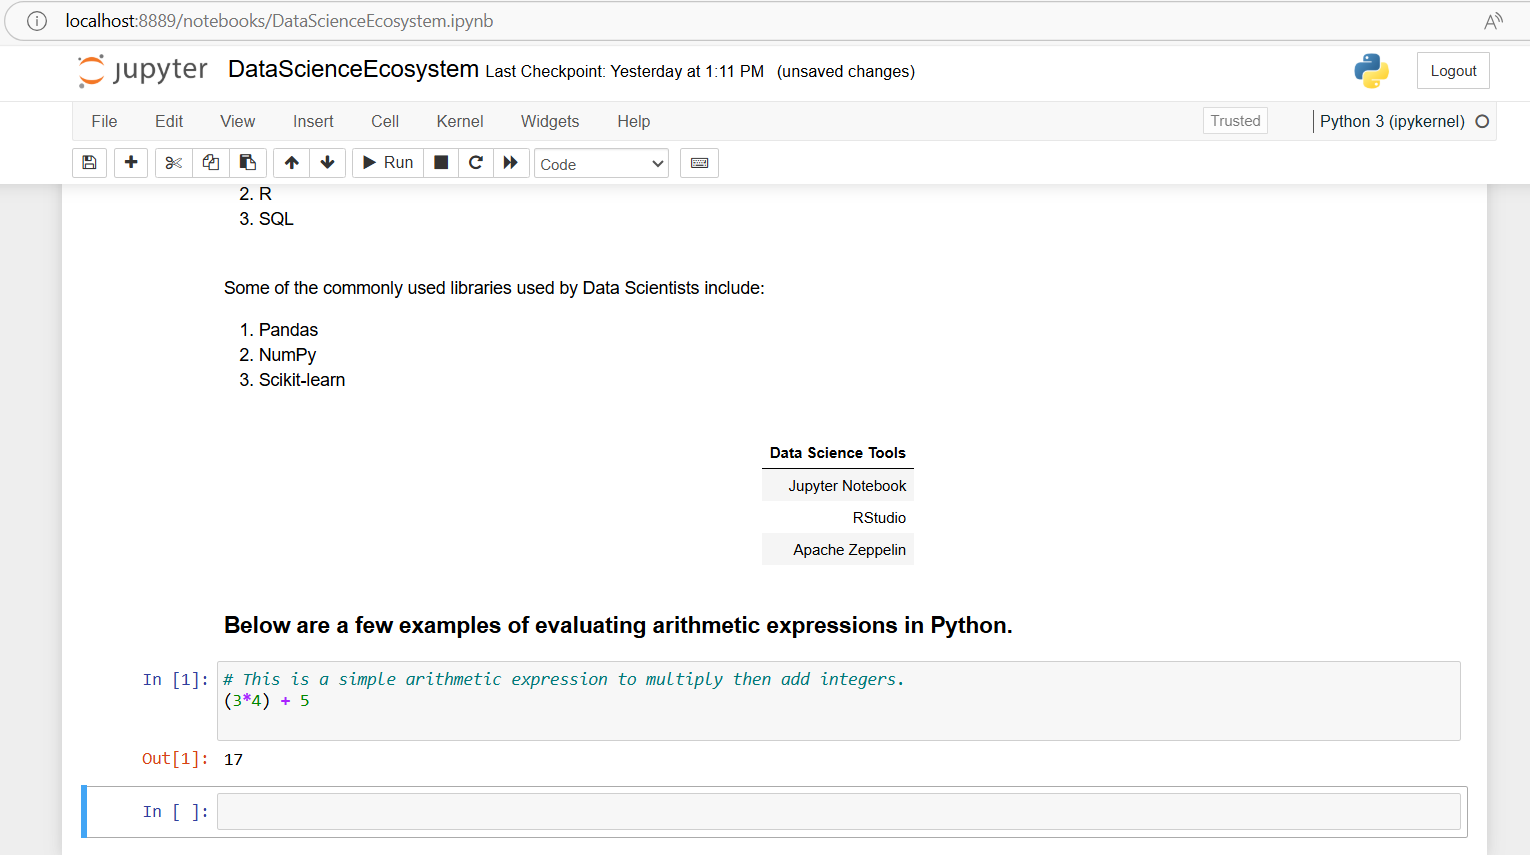 localhost:8889/notebooks/DataScienceEcosystem.ipynb
jupyter DataScienceEcosystem Last Checkpoint: Yesterday at 1:11 PM (unsaved changes) Logout
File Edit View Insert Cell Kernel Widgets Help Trusted Python 3 (ipykernel)
Run Code
2. R
3. SQL
Some of the commonly used libraries used by Data Scientists include:
1. Pandas
2. NumPy
3. Scikit-learn
Data Science Tools
Jupyter Notebook
RStudio
Apache Zeppelin
Below are a few examples of evaluating arithmetic expressions in Python.
In [1]: # This is a simple arithmetic expression to multiply then add integers.
(3*4) + 5
Out[1]: 17
In [ ]: